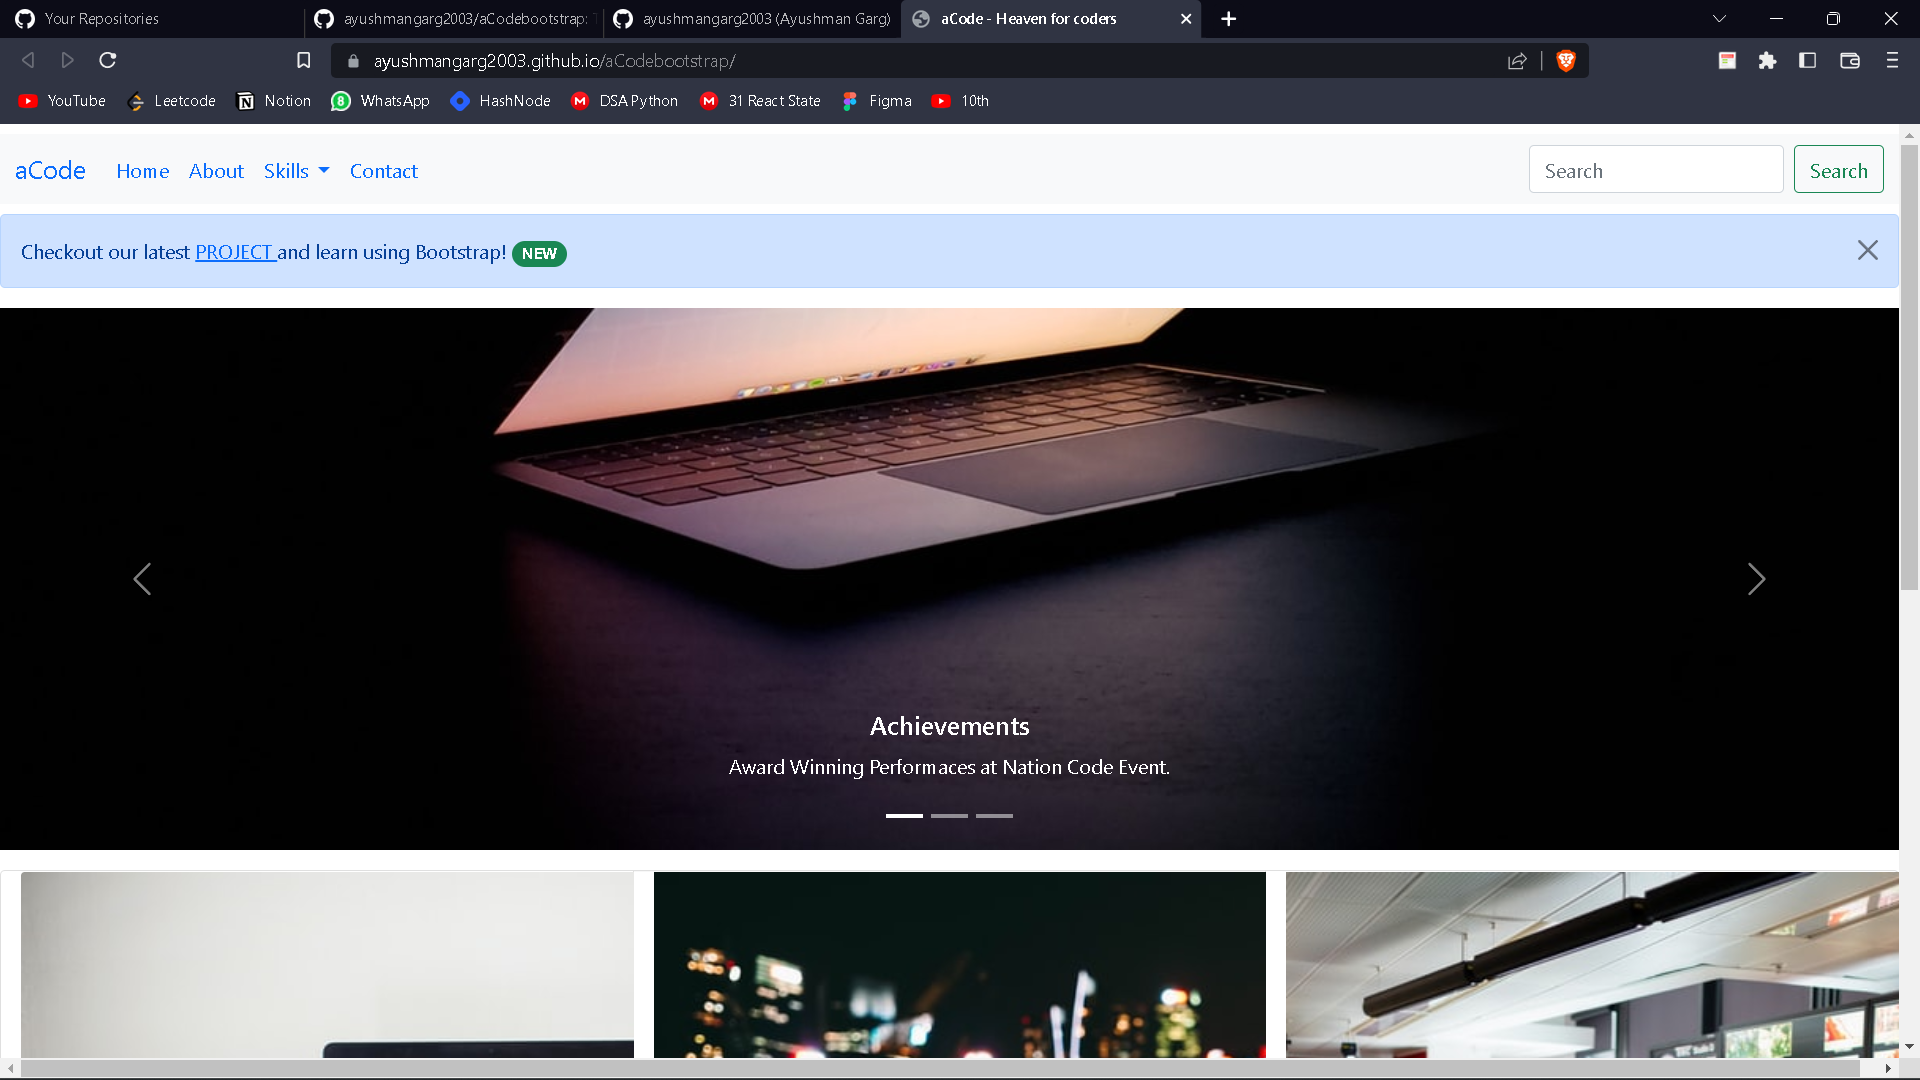 Your Repositories
ayushmangarg2003/aCodebootstrap: T
ayushmangarg2003 (Ayushman Garg)
aCode - Heaven for coders
ayushmangarg2003.github.io/aCodebootstrap/
YouTube Leetcode Notion WhatsApp HashNode DSA Python 31 React State Figma 10th
aCode Home About Skills Contact Search Search
Checkout our latest PROJECT and learn using Bootstrap! NEW
Achievements
Award Winning Performaces at Nation Code Event.